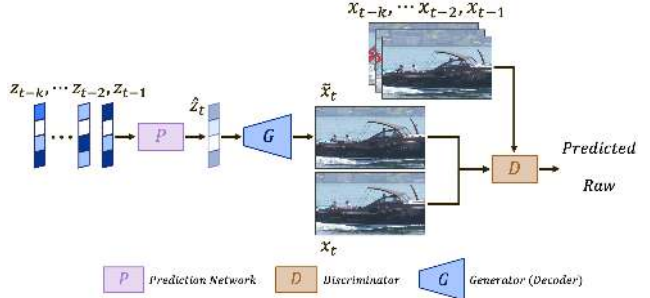 x_{t-k}, ⋯ x_{t-2}, x_{t-1}
z_{t-k}, ⋯ z_{t-2}, z_{t-1}
ẑ_t
x̃_t
⋯
P
G
D
Predicted
Raw
x_t
P Prediction Network
D Discriminator
G Generator (Decoder)